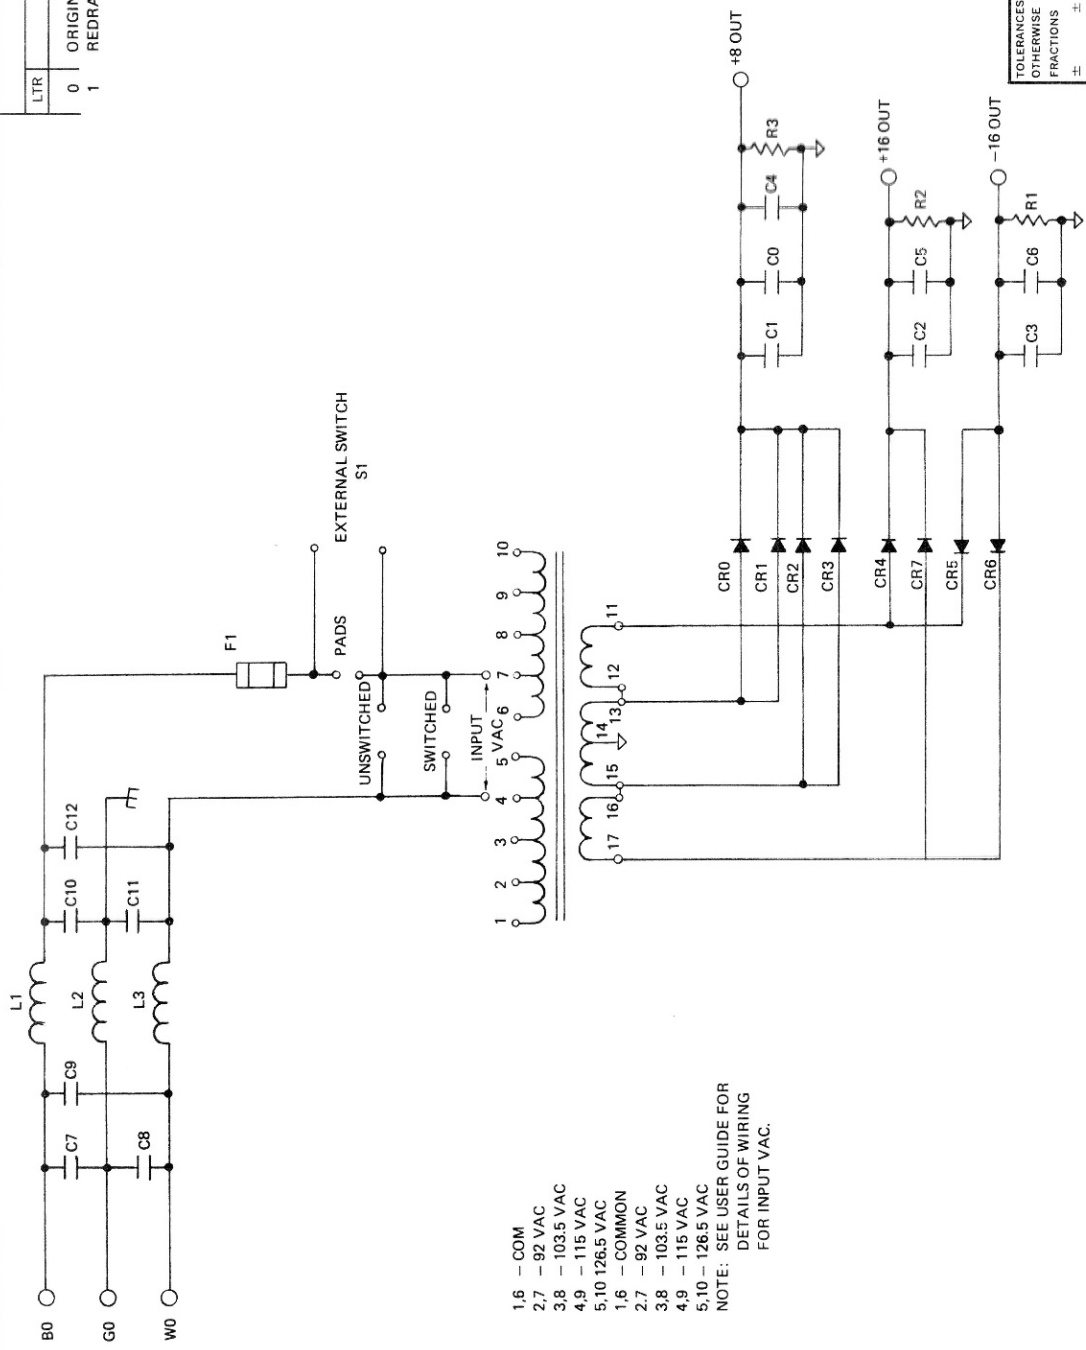 LTR
0 ORIGIN
1 REDRA
L1
L2
L3
B0
G0
W0
C7
C8
C9
C10
C11
C12
F1
PADS
EXTERNAL SWITCH
S1
UNSWITCHED
SWITCHED
INPUT
VAC
1 2 3 4 5 6 7 8 9 10
17 16 15 14 13 12 11
CR0
CR1
CR2
CR3
CR4
CR7
CR5
CR6
C1 C0 C4 R3
+8 OUT
C2 C5 R2
+16 OUT
C3 C6 R1
−16 OUT
1,6 – COM
2,7 – 92 VAC
3,8 – 103.5 VAC
4,9 – 115 VAC
5,10 126.5 VAC
1,6 – COMMON
2.7 – 92 VAC
3,8 – 103.5 VAC
4,9 – 115 VAC
5,10 – 126.5 VAC
NOTE: SEE USER GUIDE FOR
DETAILS OF WIRING
FOR INPUT VAC.
TOLERANCES
OTHERWISE
FRACTIONS
± ±